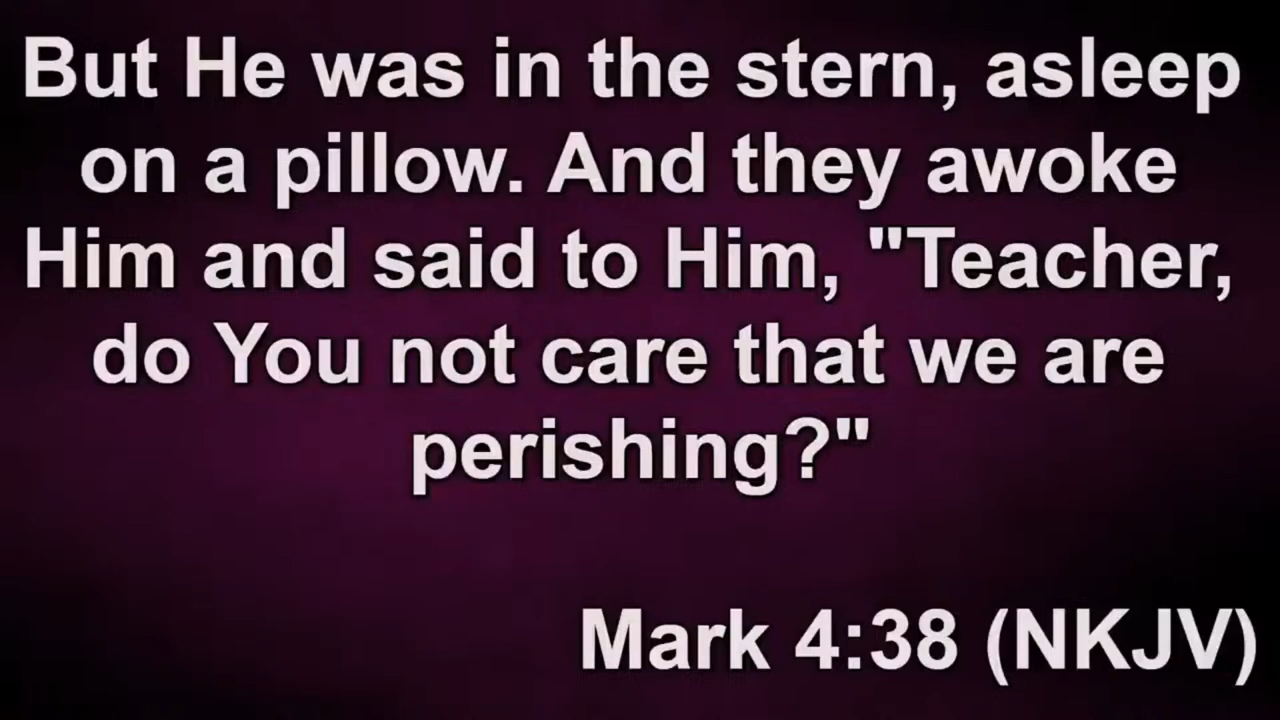 But He was in the stern, asleep
on a pillow. And they awoke
Him and said to Him, "Teacher,
do You not care that we are
perishing?"
Mark 4:38 (NKJV)